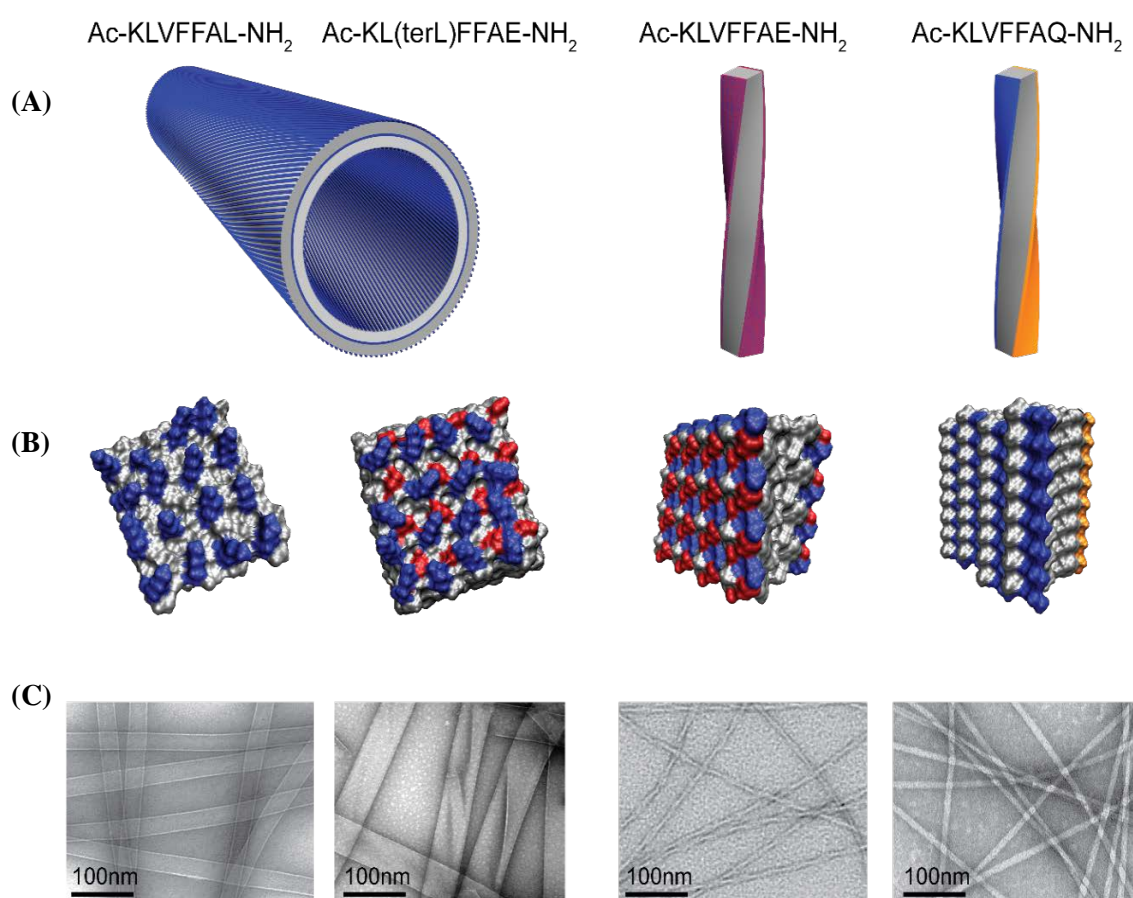 Ac-KLVFFAL-NH₂ Ac-KL(terL)FFAE-NH₂ Ac-KLVFFAE-NH₂ Ac-KLVFFAQ-NH₂
(A)
(B)
(C)
100nm 100nm 100nm 100nm